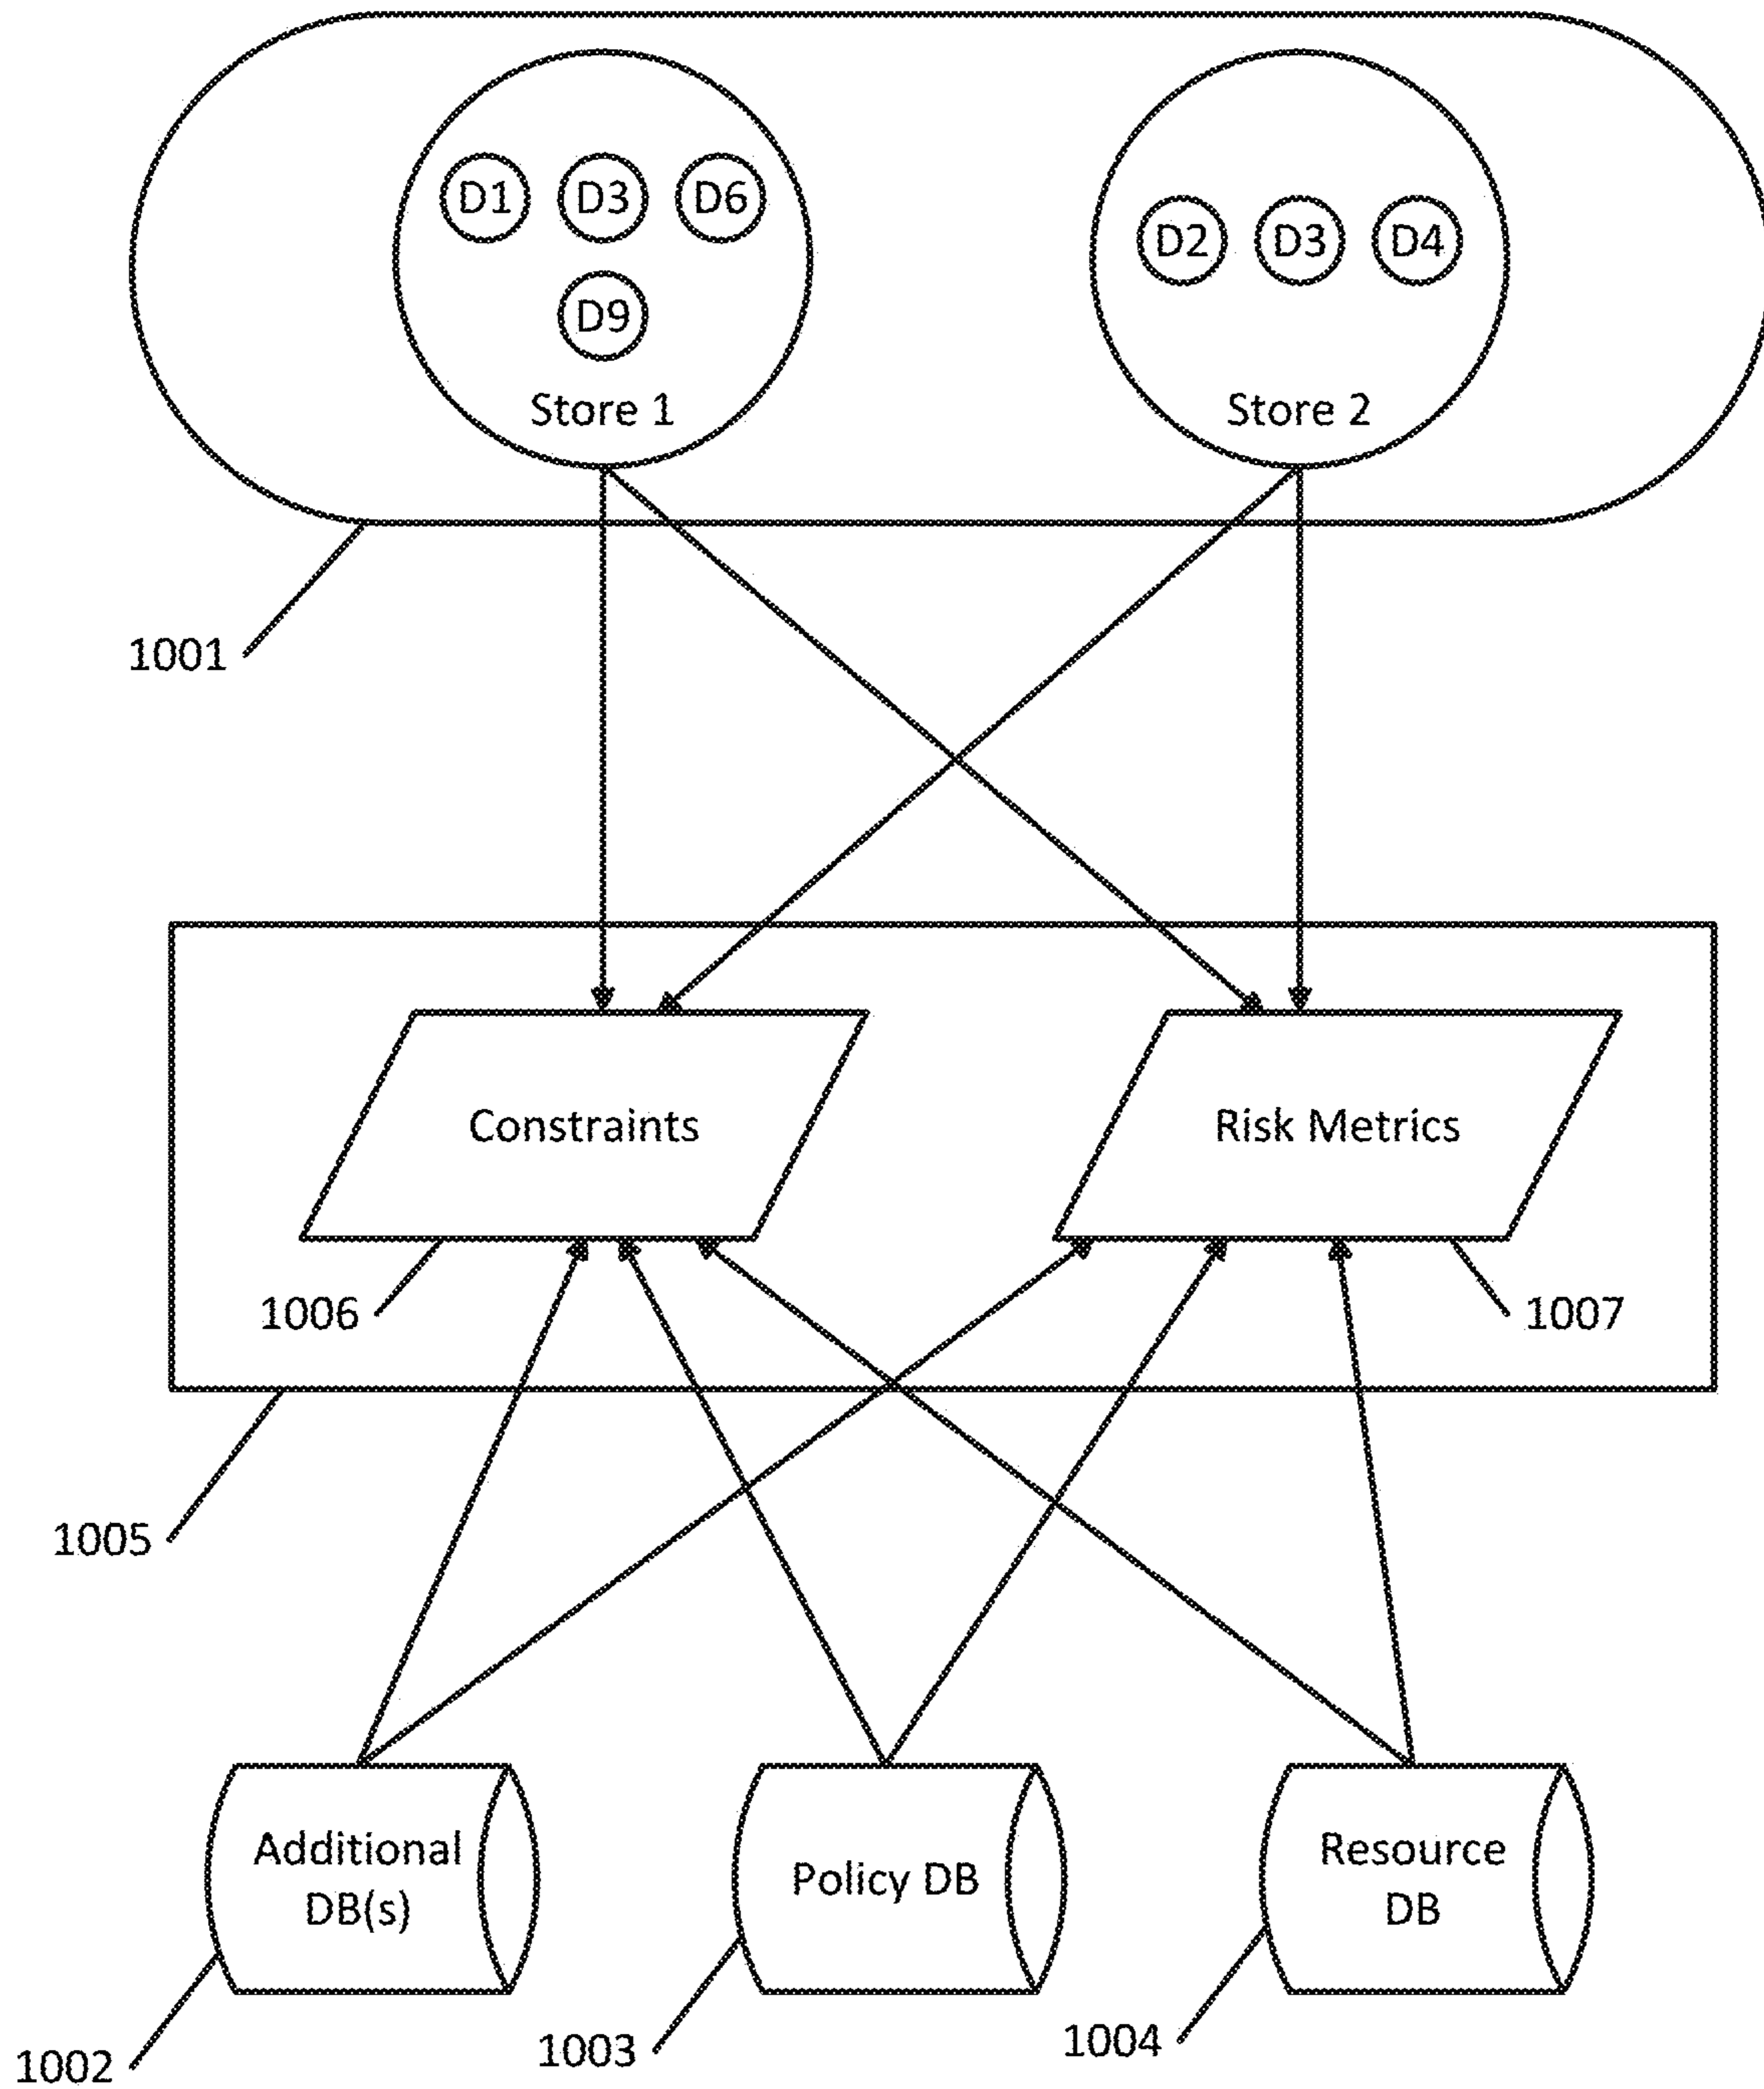 D1 D3 D6
D9
Store 1
D2 D3 D4
Store 2
1001
Constraints
Risk Metrics
1006
1007
1005
Additional
DB(s)
Policy DB
Resource
DB
1002
1003
1004